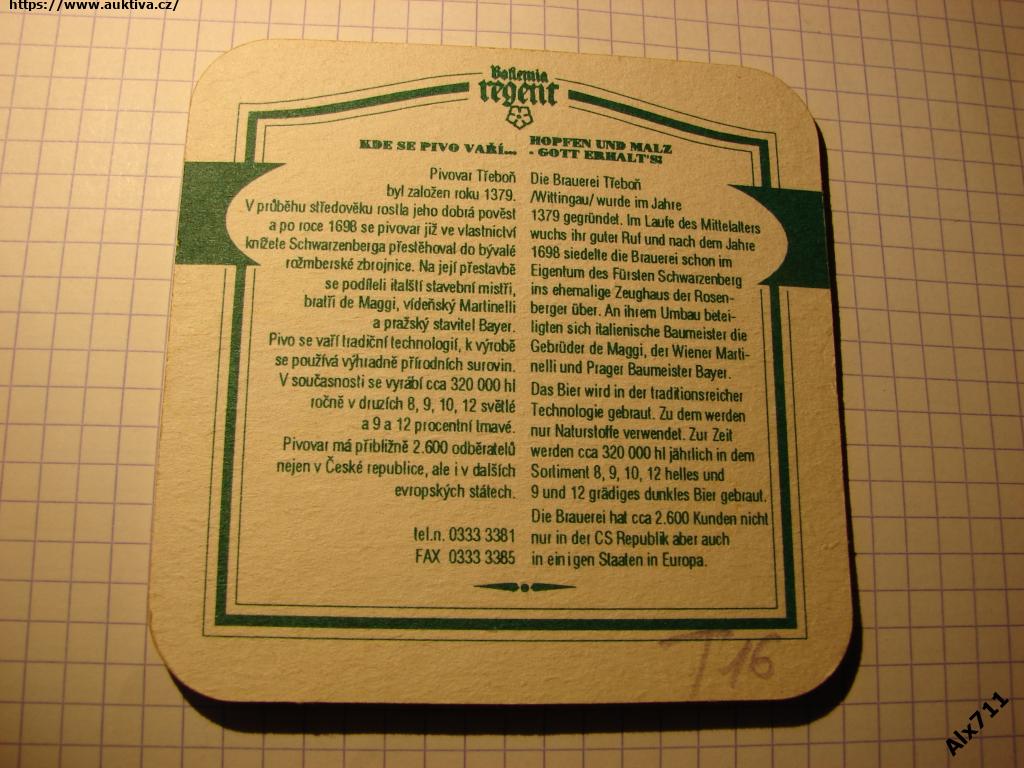 https://www.auktiva.cz/
Bohemia
regent
KDE SE PIVO VAŘÍ...
Pivovar Třeboň
byl založen roku 1379.
V průběhu středověku rostla jeho dobrá pověst
a po roce 1698 se pivovar již ve vlastnictví
knížete Schwarzenberga přestěhoval do bývalé
rožmberské zbrojnice. Na její přestavbě
se podíleli italští stavební mistři,
bratři de Maggi, vídeňský Martinelli
a pražský stavitel Bayer.
Pivo se vaří tradiční technologií, k výrobě
se používá výhradně přírodních surovin.
V současnosti se vyrábí cca 320 000 hl
ročně v druzích 8, 9, 10, 12 světlé
a 9 a 12 procentní tmavé.
Pivovar má přibližně 2.600 odběratelů
nejen v České republice, ale i v dalších
evropských státech.
tel.n. 0333 3381
FAX 0333 3385
HOPFEN UND MALZ
- GOTT ERHALT'S!
Die Brauerei Třeboň
/Wittingau/ wurde im Jahre
1379 gegründet. Im Laufe des Mittelalters
wuchs ihr guter Ruf und nach dem Jahre
1698 siedelte die Brauerei schon im
Eigentum des Fürsten Schwarzenberg
ins ehemalige Zeughaus der Rosen-
berger über. An ihrem Umbau betei-
ligten sich italienische Baumeister die
Gebrüder de Maggi, der Wiener Marti-
nelli und Prager Baumeister Bayer.
Das Bier wird in der traditionsreicher
Technologie gebraut. Zu dem werden
nur Naturstoffe verwendet. Zur Zeit
werden cca 320 000 hl jährlich in dem
Sortiment 8, 9, 10, 12 helles und
9 und 12 grädiges dunkles Bier gebraut.
Die Brauerei hat cca 2.600 Kunden nicht
nur in der CS Republik aber auch
in einigen Staaten in Europa.
T 16
Alx711